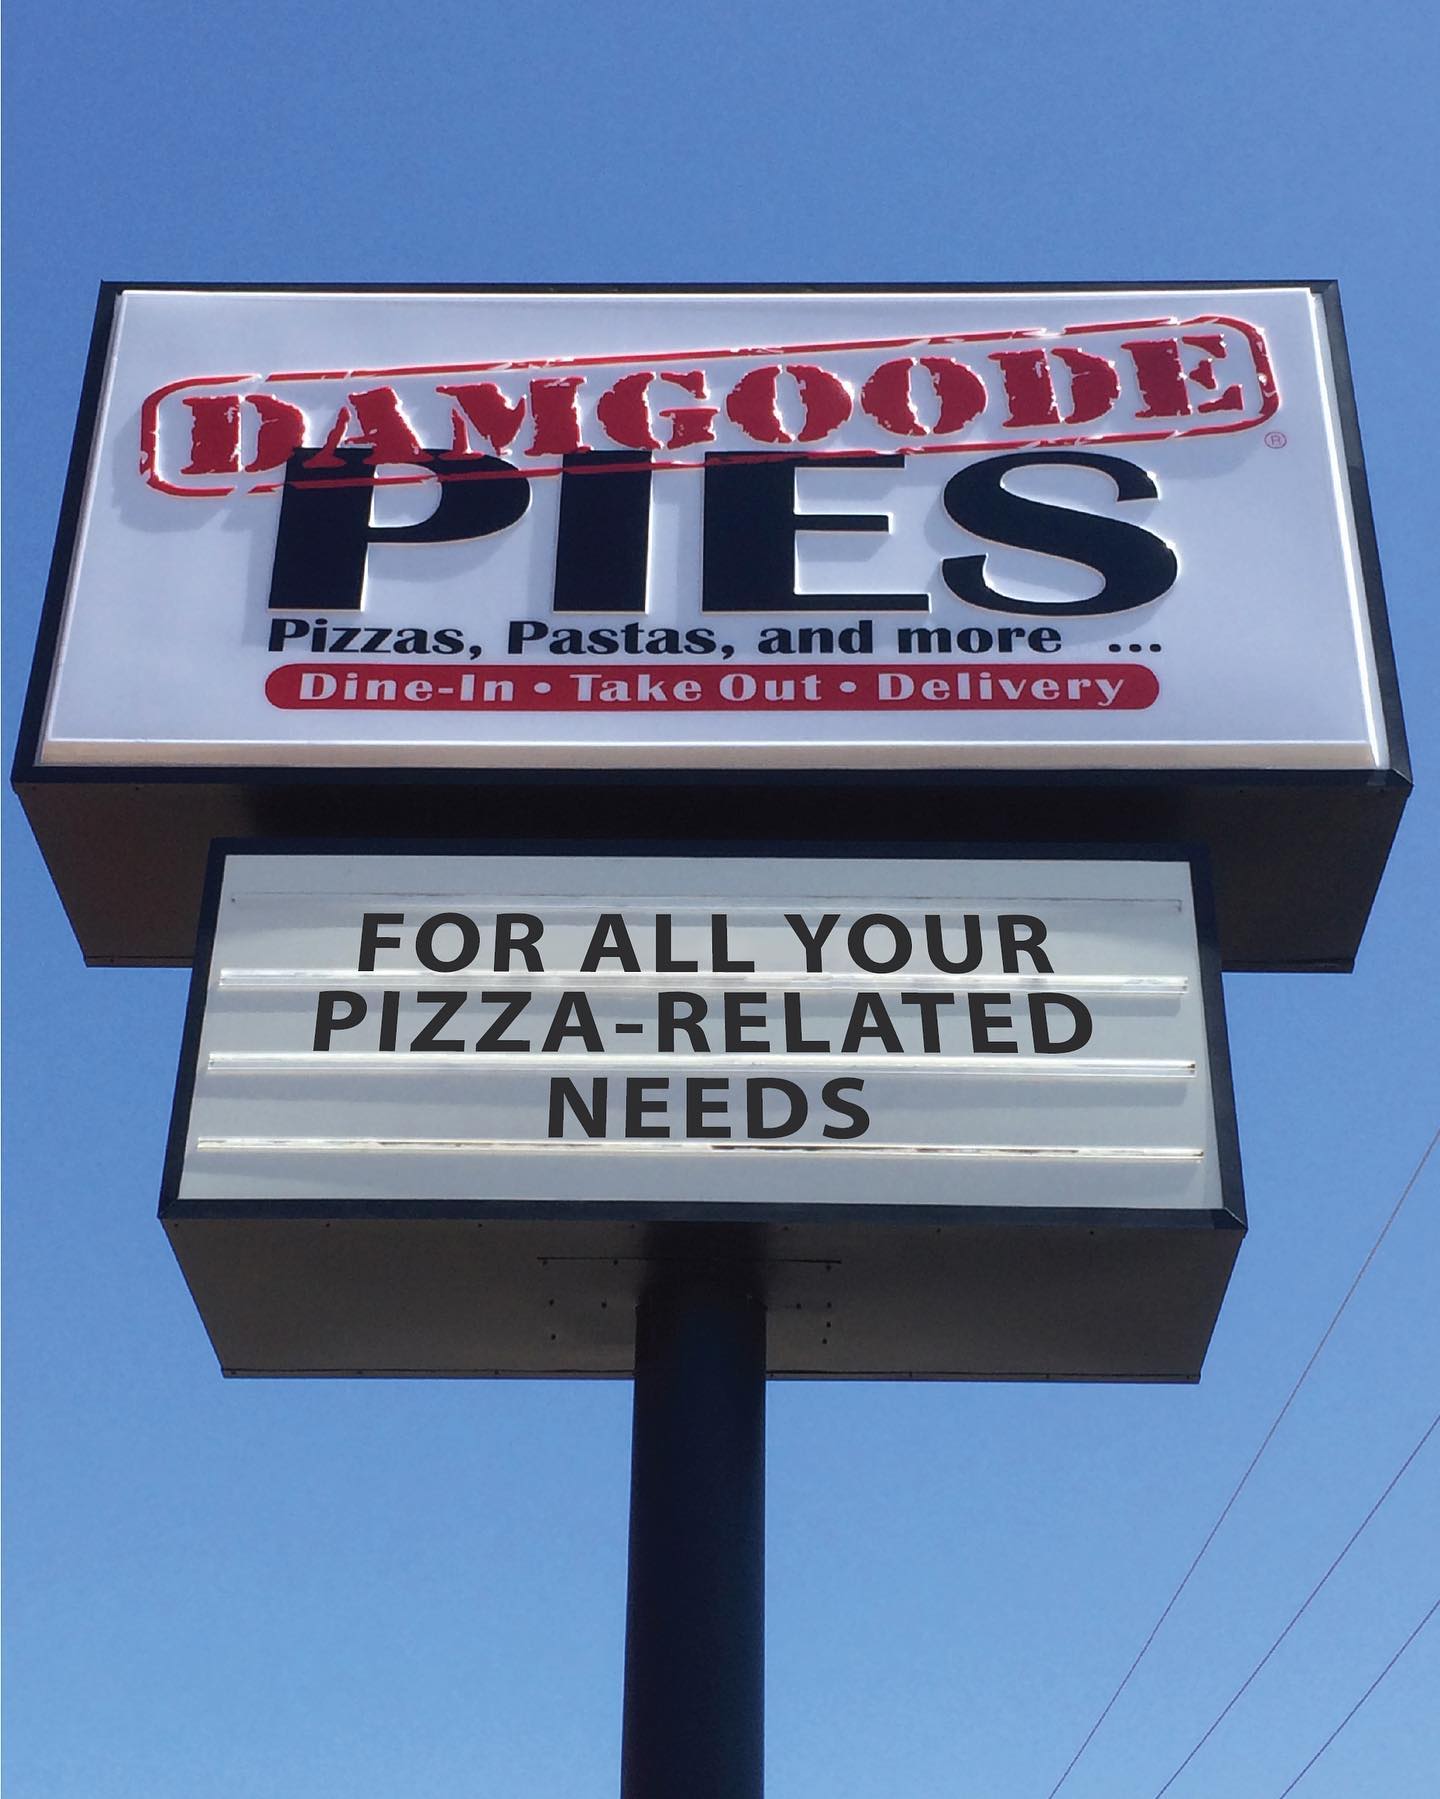 DAMGOODE
®
PIES
Pizzas, Pastas, and more ...
Dine-In • Take Out • Delivery
FOR ALL YOUR
PIZZA-RELATED
NEEDS